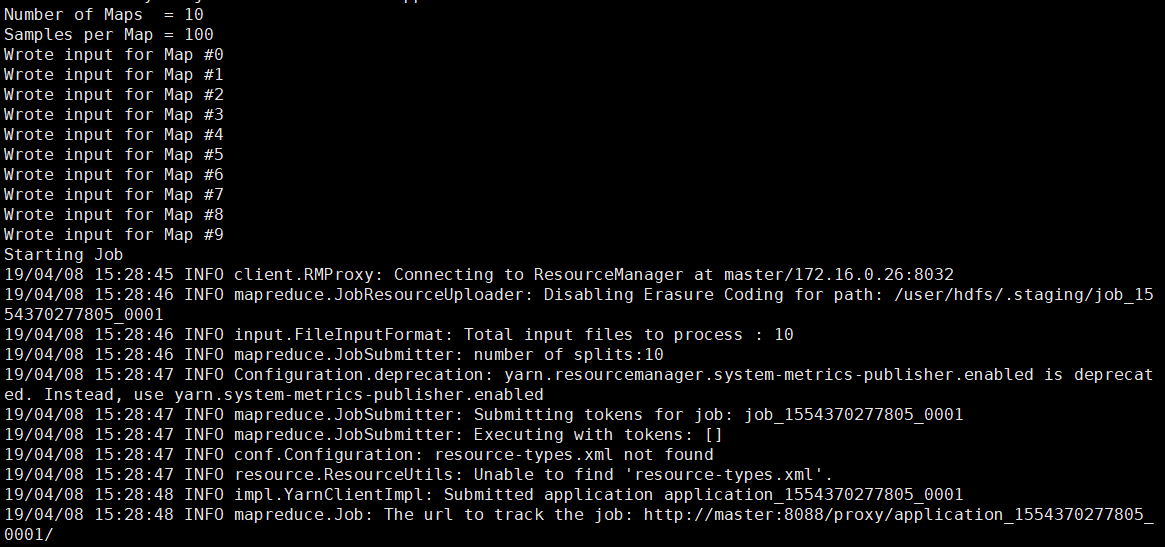 Number of Maps  = 10
Samples per Map = 100
Wrote input for Map #0
Wrote input for Map #1
Wrote input for Map #2
Wrote input for Map #3
Wrote input for Map #4
Wrote input for Map #5
Wrote input for Map #6
Wrote input for Map #7
Wrote input for Map #8
Wrote input for Map #9
Starting Job
19/04/08 15:28:45 INFO client.RMProxy: Connecting to ResourceManager at master/172.16.0.26:8032
19/04/08 15:28:46 INFO mapreduce.JobResourceUploader: Disabling Erasure Coding for path: /user/hdfs/.staging/job_15
54370277805_0001
19/04/08 15:28:46 INFO input.FileInputFormat: Total input files to process : 10
19/04/08 15:28:46 INFO mapreduce.JobSubmitter: number of splits:10
19/04/08 15:28:47 INFO Configuration.deprecation: yarn.resourcemanager.system-metrics-publisher.enabled is deprecat
ed. Instead, use yarn.system-metrics-publisher.enabled
19/04/08 15:28:47 INFO mapreduce.JobSubmitter: Submitting tokens for job: job_1554370277805_0001
19/04/08 15:28:47 INFO mapreduce.JobSubmitter: Executing with tokens: []
19/04/08 15:28:47 INFO conf.Configuration: resource-types.xml not found
19/04/08 15:28:47 INFO resource.ResourceUtils: Unable to find 'resource-types.xml'.
19/04/08 15:28:48 INFO impl.YarnClientImpl: Submitted application application_1554370277805_0001
19/04/08 15:28:48 INFO mapreduce.Job: The url to track the job: http://master:8088/proxy/application_1554370277805_
0001/